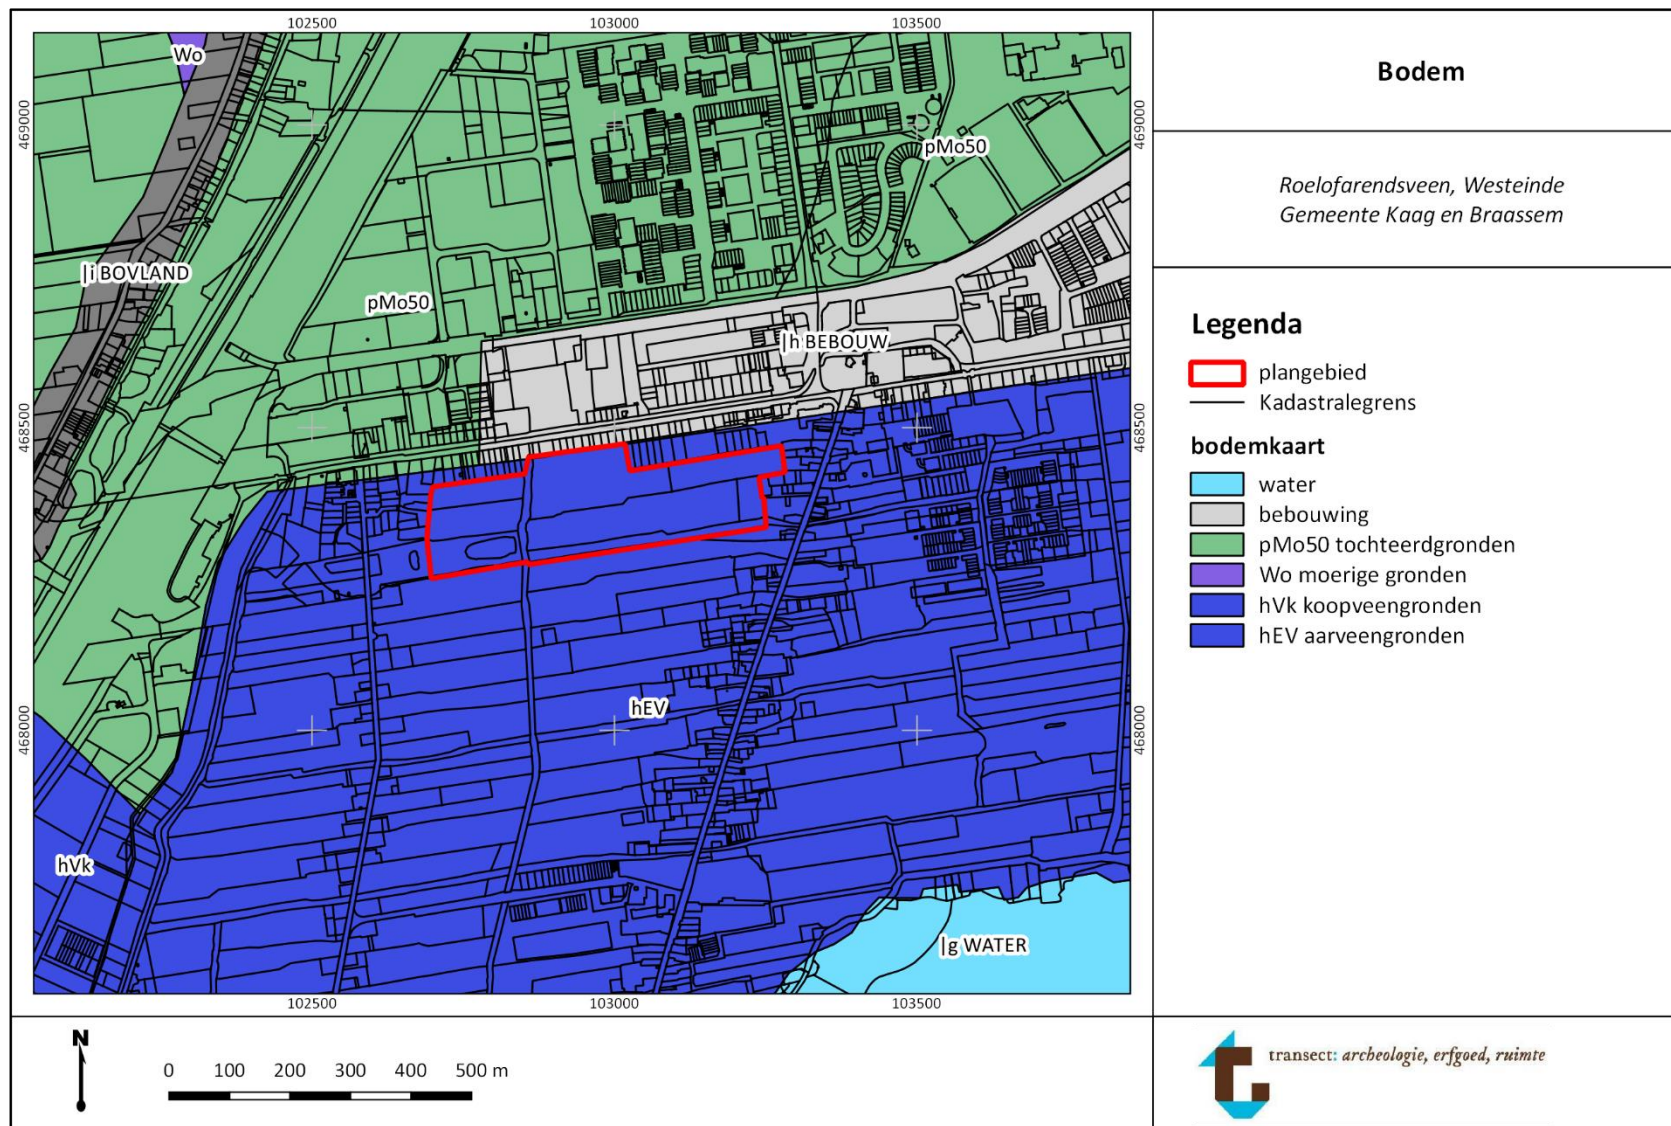 102500
103000
103500
Wo
469000
469000
pMo50
|i BOVLAND
pMo50
|h BEBOUW
468500
468500
hEV
468000
468000
hVk
|g WATER
102500
103000
103500
Bodem
Roelofarendsveen, Westeinde
Gemeente Kaag en Braassem
Legenda
plangebied
Kadastralegrens
bodemkaart
water
bebouwing
pMo50 tochteerdgronden
Wo moerige gronden
hVk koopveengronden
hEV aarveengronden
N
0 100 200 300 400 500 m
transect: archeologie, erfgoed, ruimte